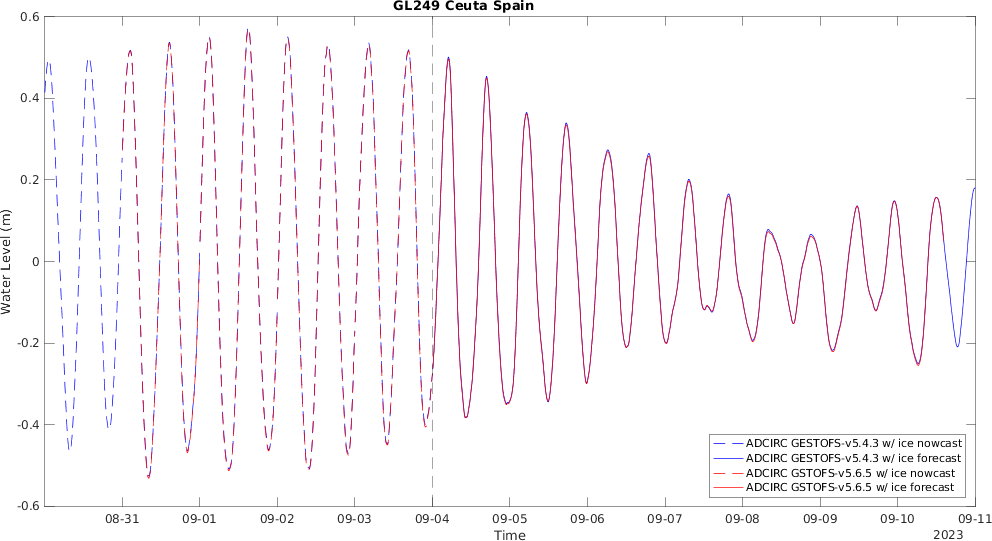 GL249 Ceuta Spain
Water Level (m)
0.6
0.4
0.2
0
-0.2
-0.4
-0.6
08-31
09-01
09-02
09-03
09-04
09-05
09-06
09-07
09-08
09-09
09-10
09-11
Time
2023
ADCIRC GESTOFS-v5.4.3 w/ ice nowcast
ADCIRC GESTOFS-v5.4.3 w/ ice forecast
ADCIRC GSTOFS-v5.6.5 w/ ice nowcast
ADCIRC GSTOFS-v5.6.5 w/ ice forecast